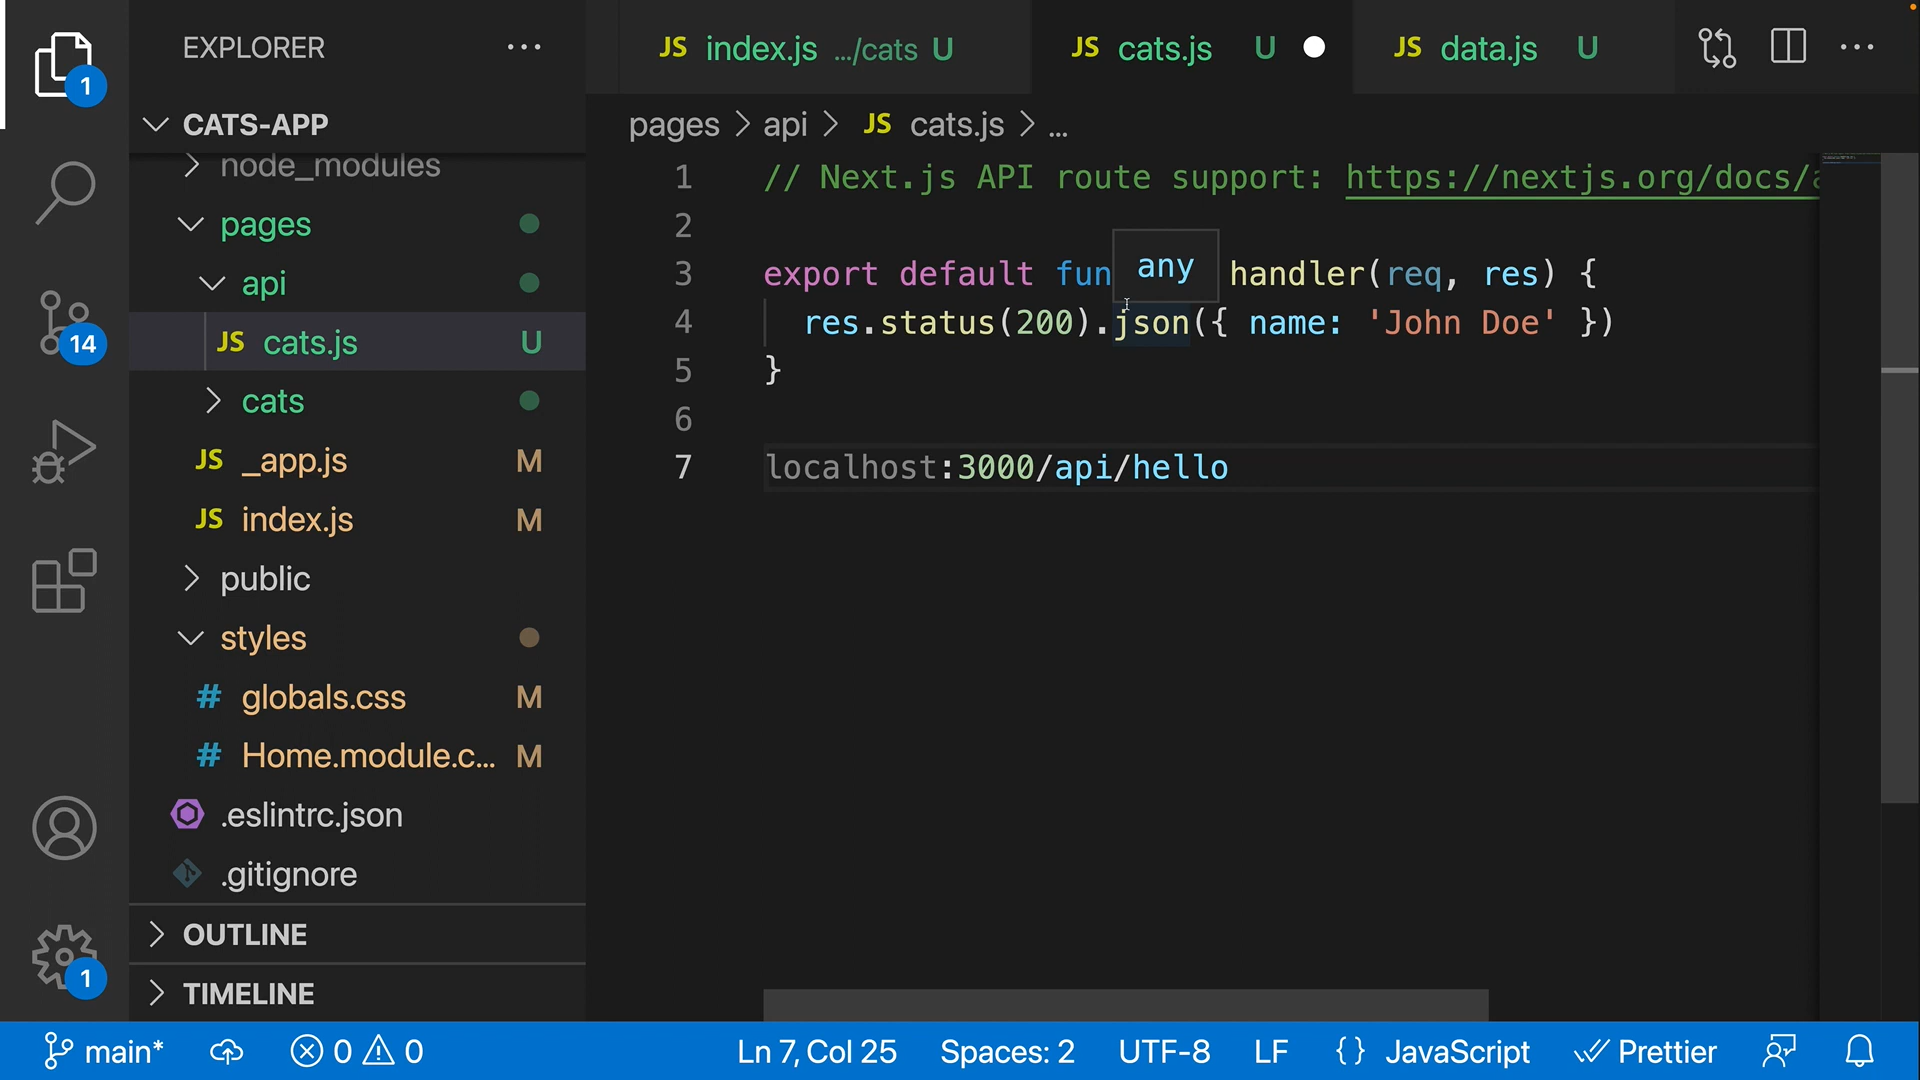 1
EXPLORER
···
JS index.js .../cats U
JS cats.js U
JS data.js U
···
CATS-APP
pages > api > JS cats.js > ...
node_modules
pages
api
JS cats.js U
cats
JS _app.js M
JS index.js M
public
styles
# globals.css M
# Home.module.c... M
.eslintrc.json
.gitignore
OUTLINE
TIMELINE
14
1
1 // Next.js API route support: https://nextjs.org/docs/
2
any
3 export default fun handler(req, res) {
4 res.status(200).json({ name: 'John Doe' })
5 }
6
7 localhost:3000/api/hello
main* 0 0 Ln 7, Col 25 Spaces: 2 UTF-8 LF {} JavaScript Prettier